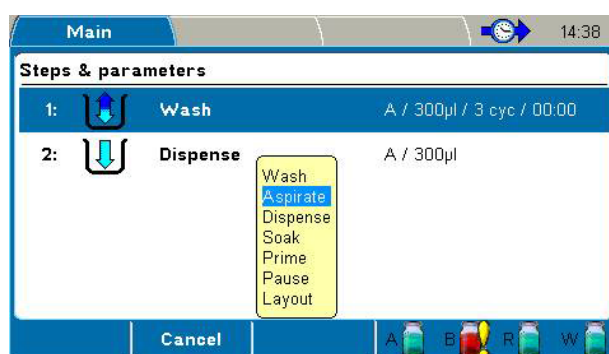 Main 14:38
Steps & parameters
1: Wash A / 300µl / 3 cyc / 00:00
2: Dispense A / 300µl
Wash
Aspirate
Dispense
Soak
Prime
Pause
Layout
Cancel A B R W